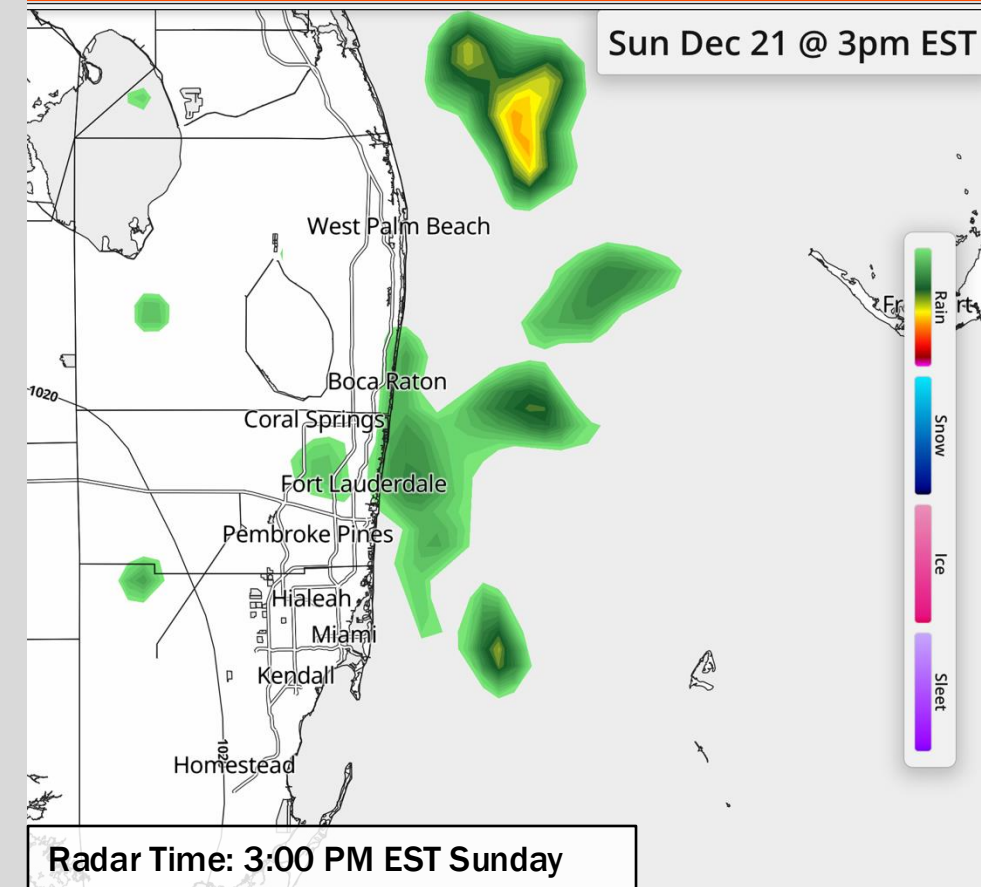 Sun Dec 21 @ 3pm EST
West Palm Beach
Rain
Boca Raton
1020
Coral Springs
Snow
Fort Lauderdale
Pembroke Pines
Ice
Hialeah
Miami
Kendall
Sleet
Homestead
Radar Time: 3:00 PM EST Sunday